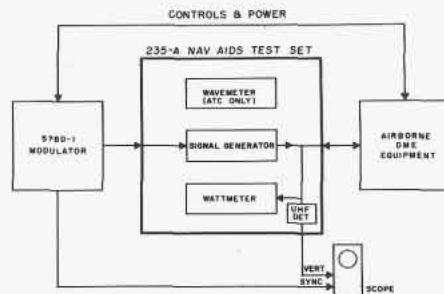 CONTROLS & POWER
235-A NAV AIDS TEST SET
WAVEMETER
(ATC ONLY)
578D-1
MODULATOR
SIGNAL GENERATOR
AIRBORNE
DME
EQUIPMENT
WATTMETER
UHF
DET
VERT
SYNC
SCOPE